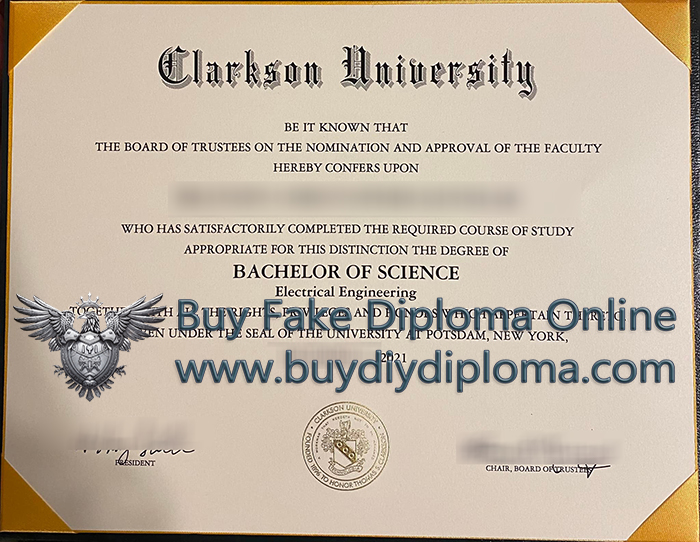 Clarkson University
BE IT KNOWN THAT
THE BOARD OF TRUSTEES ON THE NOMINATION AND APPROVAL OF THE FACULTY
HEREBY CONFERS UPON
WHO HAS SATISFACTORILY COMPLETED THE REQUIRED COURSE OF STUDY
APPROPRIATE FOR THIS DISTINCTION THE DEGREE OF
BACHELOR OF SCIENCE
Electrical Engineering
Buy Fake Diploma Online
UNDER THE SEAL OF THE UNIVERSITY AT POTSDAM, NEW YORK,
2021
www.buydiydiploma.com
CLARKSON UNIVERSITY
PRESIDENT
CHAIR, BOARD OF TRUSTEES